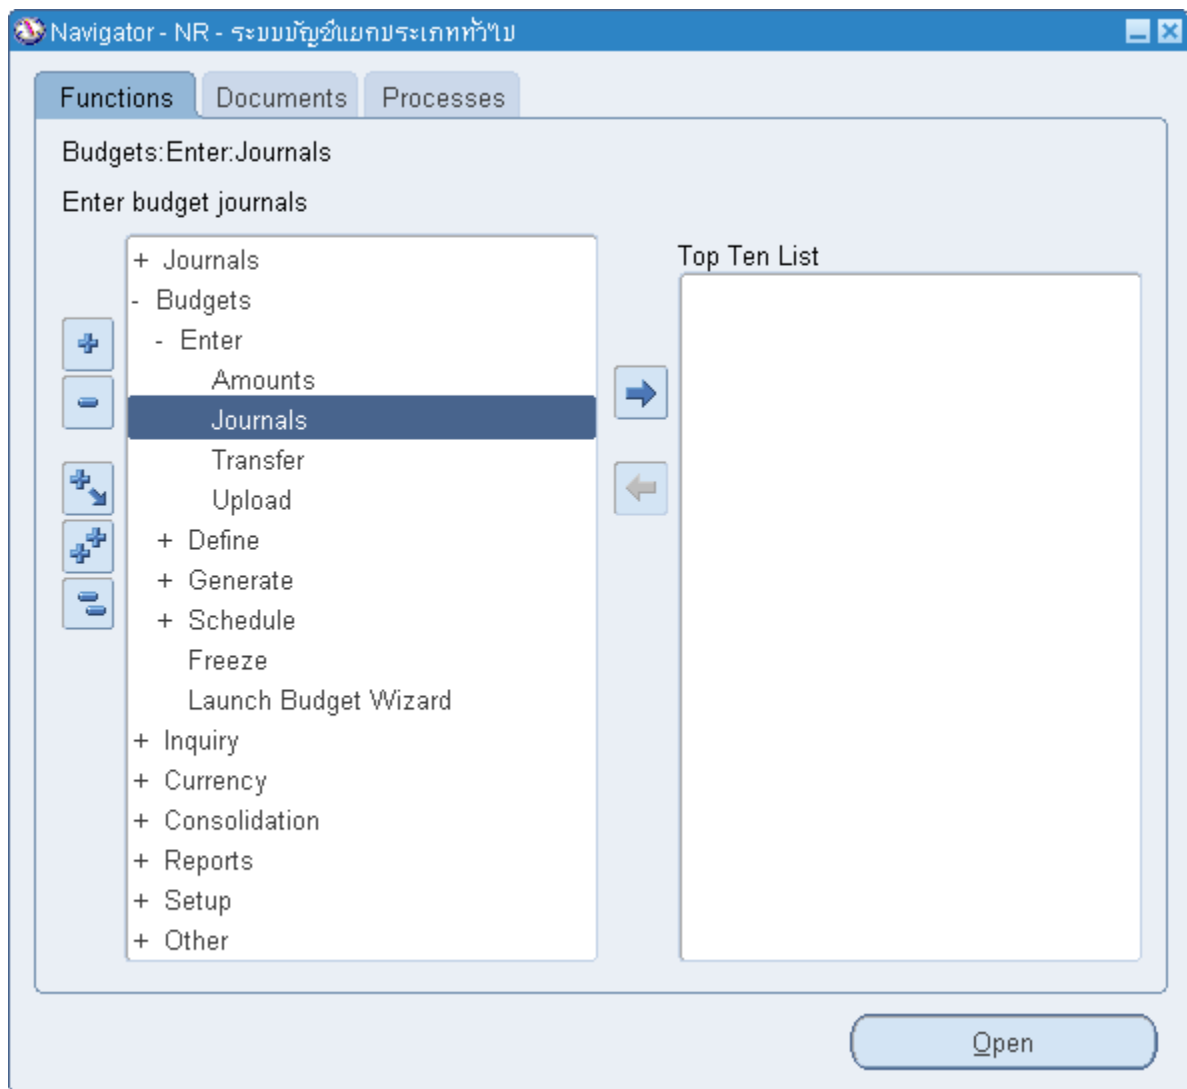 Navigator - NR - ระบบบัญชีแยกประเภททั่วไป
Functions Documents Processes
Budgets:Enter:Journals
Enter budget journals
Top Ten List
+ Journals
- Budgets
- Enter
Amounts
Journals
Transfer
Upload
+ Define
+ Generate
+ Schedule
Freeze
Launch Budget Wizard
+ Inquiry
+ Currency
+ Consolidation
+ Reports
+ Setup
+ Other
Open